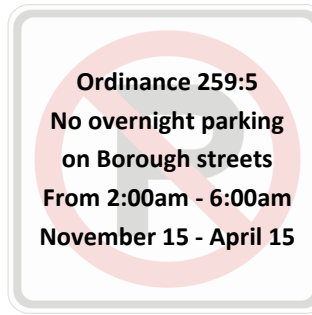 Ordinance 259:5
No overnight parking
on Borough streets
From 2:00am - 6:00am
November 15 - April 15